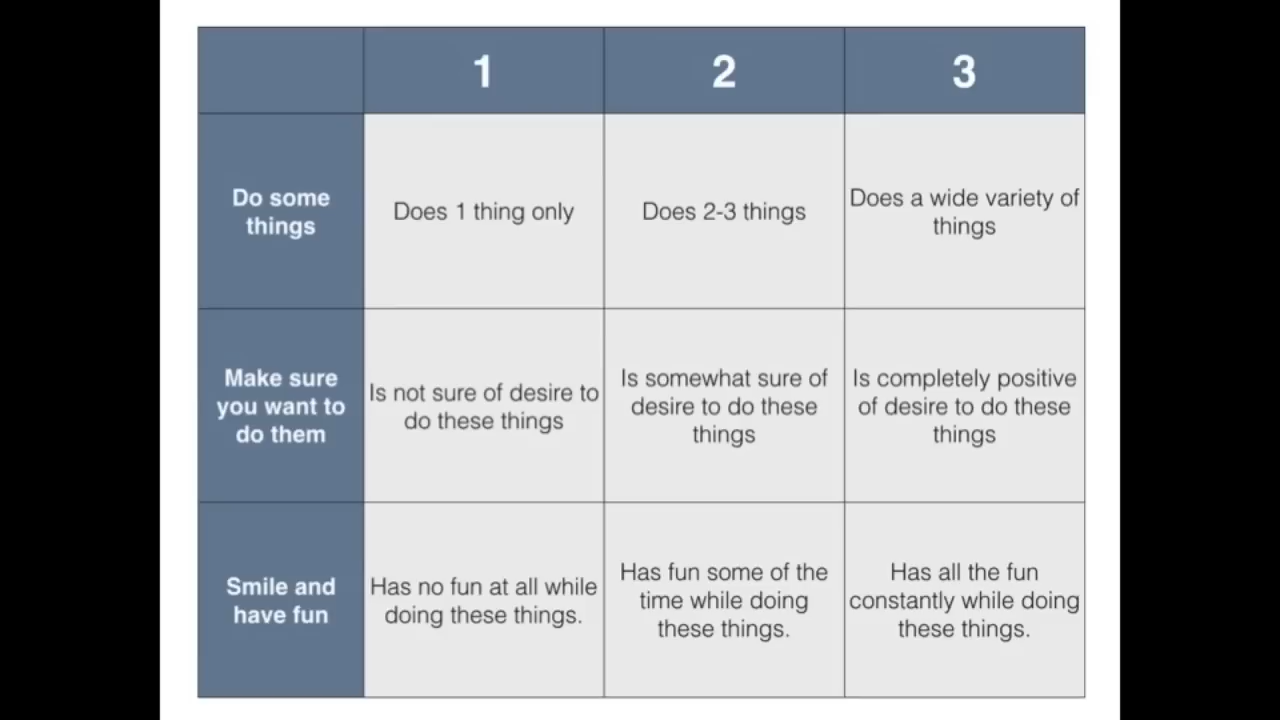 1
2
3
Do some
things
Does 1 thing only
Does 2-3 things
Does a wide variety of
things
Make sure
you want to
do them
Is not sure of desire to
do these things
Is somewhat sure of
desire to do these
things
Is completely positive
of desire to do these
things
Smile and
have fun
Has no fun at all while
doing these things.
Has fun some of the
time while doing
these things.
Has all the fun
constantly while doing
these things.